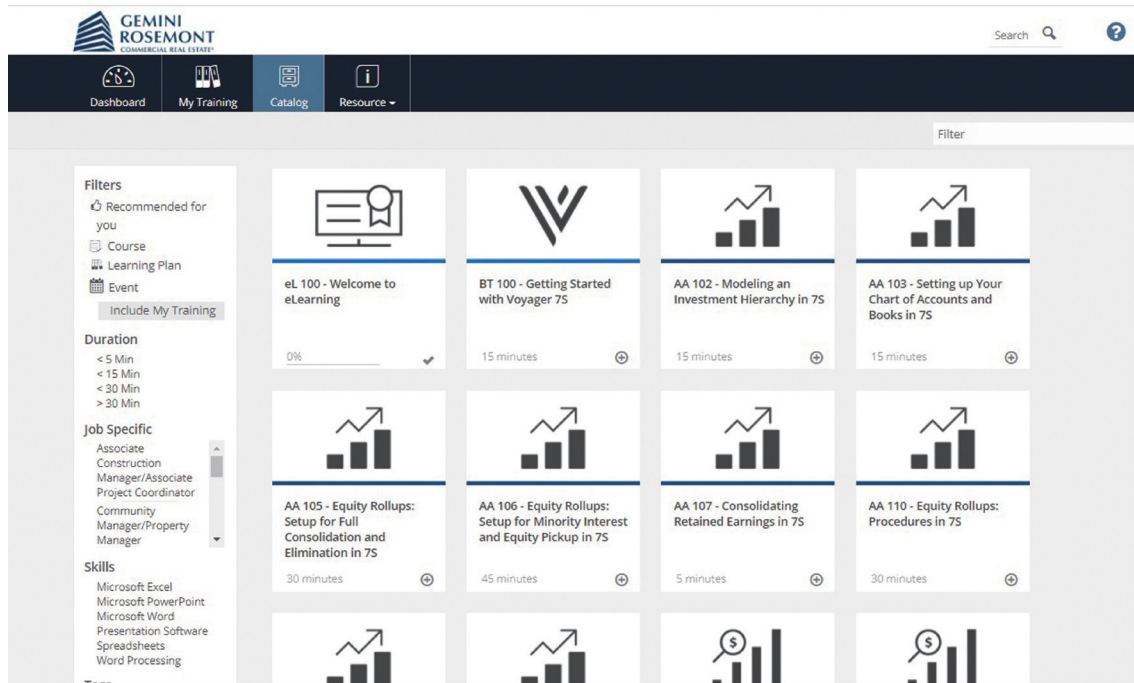 GEMINI
ROSEMONT
COMMERCIAL REAL ESTATE®
Search
?
Dashboard
My Training
Catalog
i
Resource
Filter
Filters
Recommended for
you
Course
Learning Plan
Event
Include My Training
Duration
< 5 Min
< 15 Min
< 30 Min
> 30 Min
Job Specific
Associate
Construction
Manager/Associate
Project Coordinator
Community
Manager/Property
Manager
Skills
Microsoft Excel
Microsoft PowerPoint
Microsoft Word
Presentation Software
Spreadsheets
Word Processing
eL 100 - Welcome to
eLearning
0%
BT 100 - Getting Started
with Voyager 7S
15 minutes
AA 102 - Modeling an
Investment Hierarchy in 7S
15 minutes
AA 103 - Setting up Your
Chart of Accounts and
Books in 7S
15 minutes
AA 105 - Equity Rollups:
Setup for Full
Consolidation and
Elimination in 7S
30 minutes
AA 106 - Equity Rollups:
Setup for Minority Interest
and Equity Pickup in 7S
45 minutes
AA 107 - Consolidating
Retained Earnings in 7S
5 minutes
AA 110 - Equity Rollups:
Procedures in 7S
30 minutes
$
$